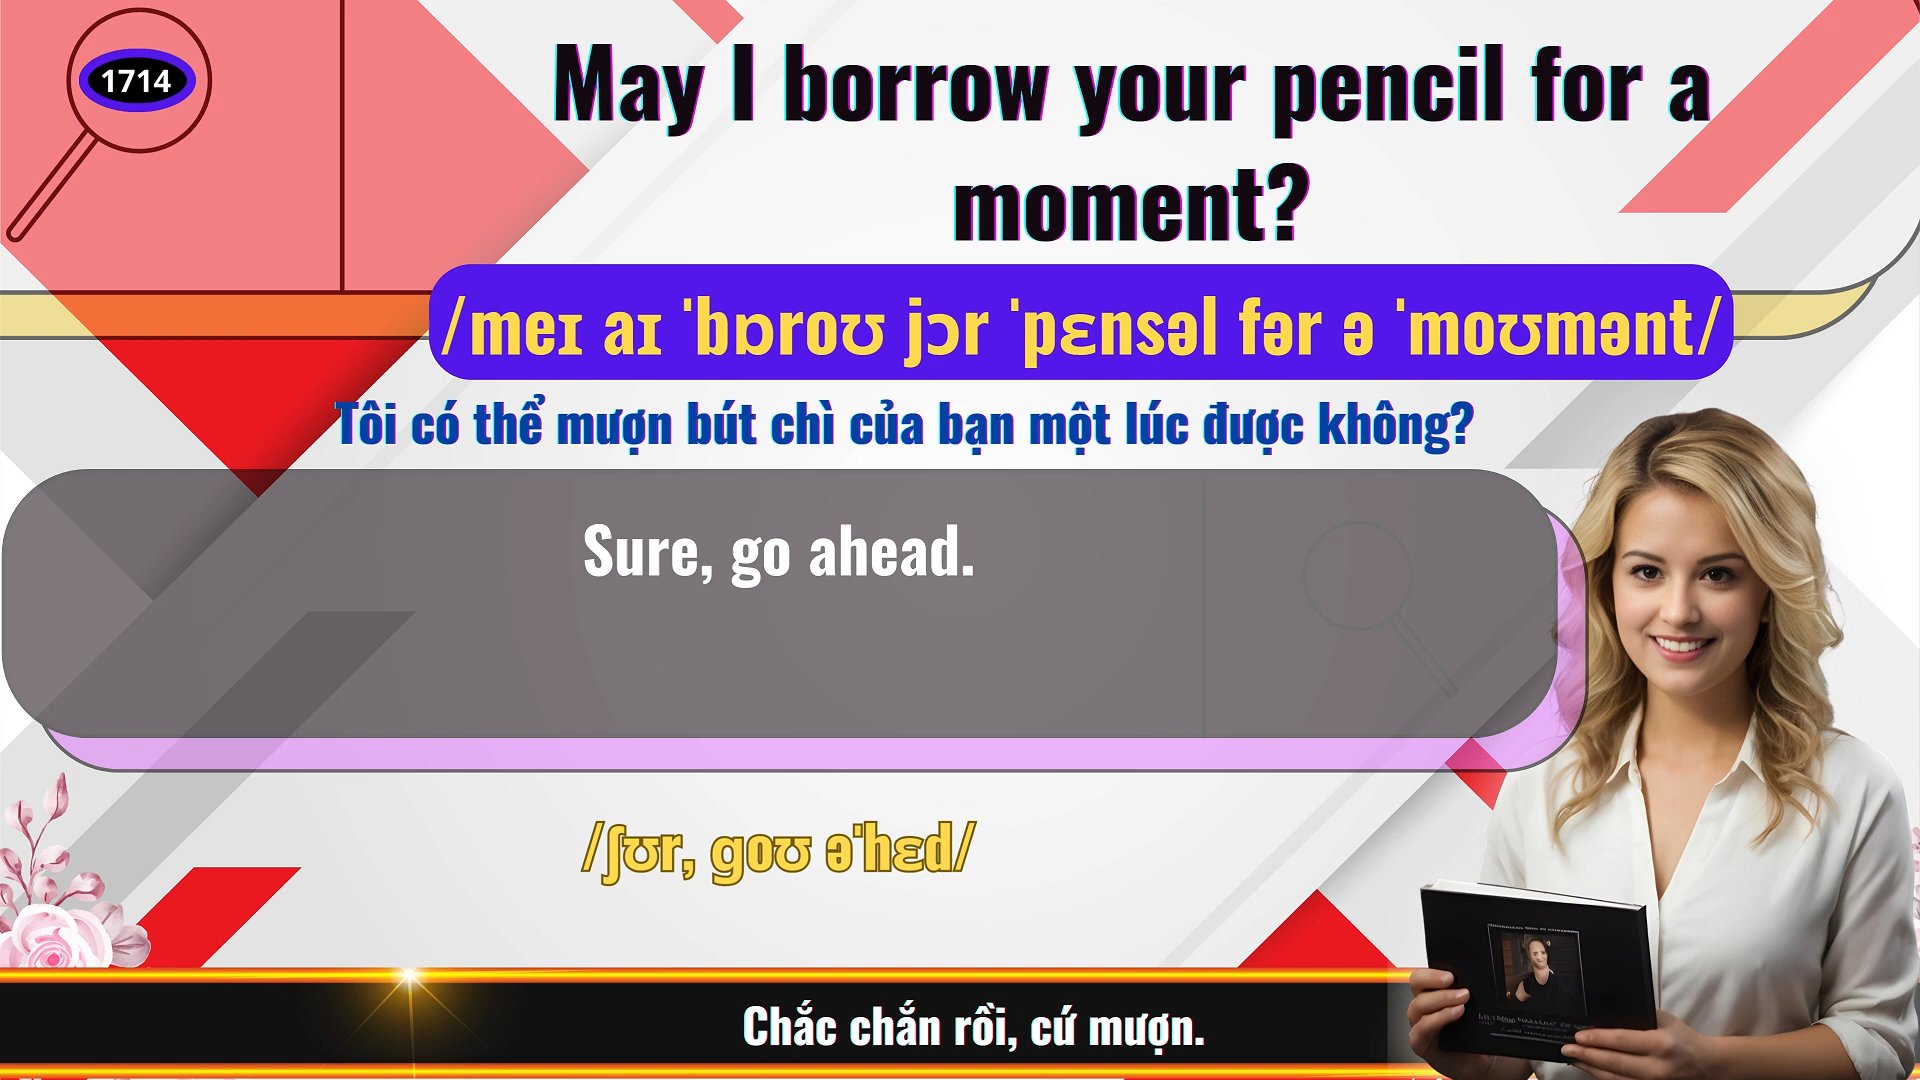 1714
May I borrow your pencil for a
moment?
/meɪ aɪ ˈbɒroʊ jɔr ˈpɛnsəl fər ə ˈmoʊmənt/
Tôi có thể mượn bút chì của bạn một lúc được không?
Sure, go ahead.
/ʃʊr, goʊ əˈhɛd/
Chắc chắn rồi, cứ mượn.